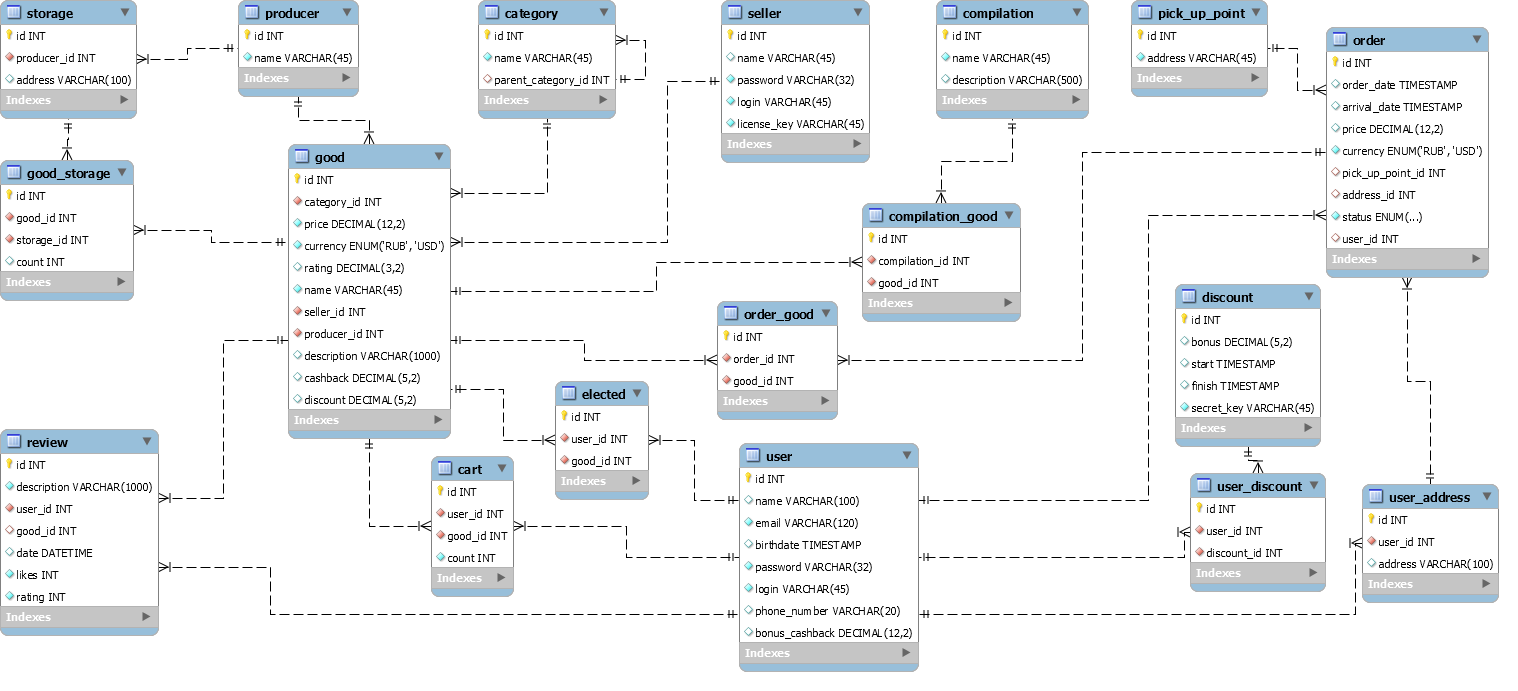 storage
id INT
producer_id INT
address VARCHAR(100)
Indexes
producer
id INT
name VARCHAR(45)
Indexes
category
id INT
name VARCHAR(45)
parent_category_id INT
Indexes
seller
id INT
name VARCHAR(45)
password VARCHAR(32)
login VARCHAR(45)
license_key VARCHAR(45)
Indexes
compilation
id INT
name VARCHAR(45)
description VARCHAR(500)
Indexes
pick_up_point
id INT
address VARCHAR(45)
Indexes
order
id INT
order_date TIMESTAMP
arrival_date TIMESTAMP
price DECIMAL(12,2)
currency ENUM('RUB', 'USD')
pick_up_point_id INT
address_id INT
status ENUM(...)
user_id INT
Indexes
good_storage
id INT
good_id INT
storage_id INT
count INT
Indexes
good
id INT
category_id INT
price DECIMAL(12,2)
currency ENUM('RUB', 'USD')
rating DECIMAL(3,2)
name VARCHAR(45)
seller_id INT
producer_id INT
description VARCHAR(1000)
cashback DECIMAL(5,2)
discount DECIMAL(5,2)
Indexes
compilation_good
id INT
compilation_id INT
good_id INT
Indexes
order_good
id INT
order_id INT
good_id INT
Indexes
discount
id INT
bonus DECIMAL(5,2)
start TIMESTAMP
finish TIMESTAMP
secret_key VARCHAR(45)
Indexes
elected
id INT
user_id INT
good_id INT
Indexes
review
id INT
description VARCHAR(1000)
user_id INT
good_id INT
date DATETIME
likes INT
rating INT
Indexes
cart
id INT
user_id INT
good_id INT
count INT
Indexes
user
id INT
name VARCHAR(100)
email VARCHAR(120)
birthdate TIMESTAMP
password VARCHAR(32)
login VARCHAR(45)
phone_number VARCHAR(20)
bonus_cashback DECIMAL(12,2)
Indexes
user_discount
id INT
user_id INT
discount_id INT
Indexes
user_address
id INT
user_id INT
address VARCHAR(100)
Indexes